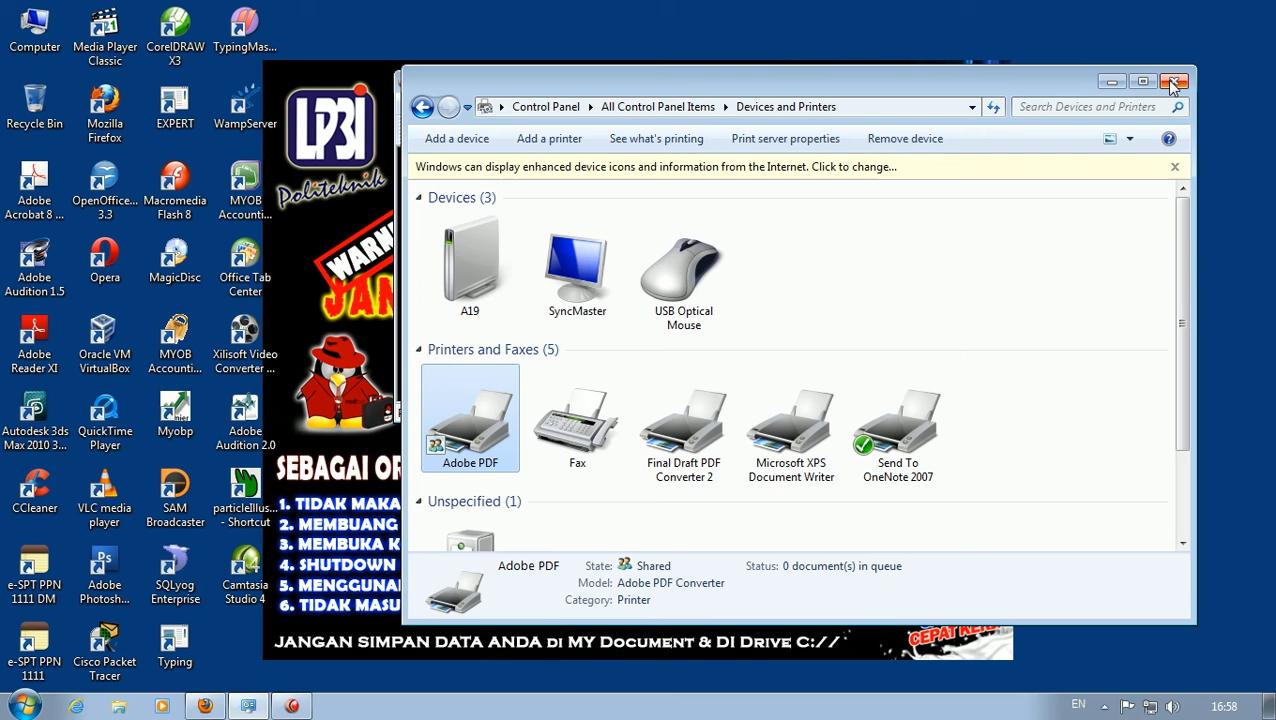 Computer
Media Player
Classic
CorelDRAW
X3
TypingMas...
Recycle Bin
Mozilla
Firefox
EXPERT
WampServer
Adobe
Acrobat 8 ...
OpenOffice...
3.3
Macromedia
Flash 8
MYOB
Accounti...
Adobe
Audition 1.5
Opera
MagicDisc
Office Tab
Center
Adobe
Reader XI
Oracle VM
VirtualBox
MYOB
Accounti...
Xilisoft Video
Converter ...
Autodesk 3ds
Max 2010 3...
QuickTime
Player
Myobp
Adobe
Audition 2.0
CCleaner
VLC media
player
SAM
Broadcaster
particleIllus...
- Shortcut
e-SPT PPN
1111 DM
Adobe
Photosh...
SQLyog
Enterprise
Camtasia
Studio 4
e-SPT PPN
1111
Cisco Packet
Tracer
Typing
LP3I
Politeknik
WARN
JAN
SEBAGAI OR
1. TIDAK MAKA
2. MEMBUANG
3. MEMBUKA K
4. SHUTDOWN
5. MENGGUNA
6. TIDAK MASU
JANGAN SIMPAN DATA ANDA di MY Document & DI Drive C://
Control Panel
All Control Panel Items
Devices and Printers
Search Devices and Printers
Add a device
Add a printer
See what's printing
Print server properties
Remove device
Windows can display enhanced device icons and information from the Internet. Click to change...
Devices (3)
A19
SyncMaster
USB Optical
Mouse
Printers and Faxes (5)
Adobe PDF
Fax
Final Draft PDF
Converter 2
Microsoft XPS
Document Writer
Send To
OneNote 2007
Unspecified (1)
Adobe PDF
State: Shared
Status: 0 document(s) in queue
Model: Adobe PDF Converter
Category: Printer
EN
16:58